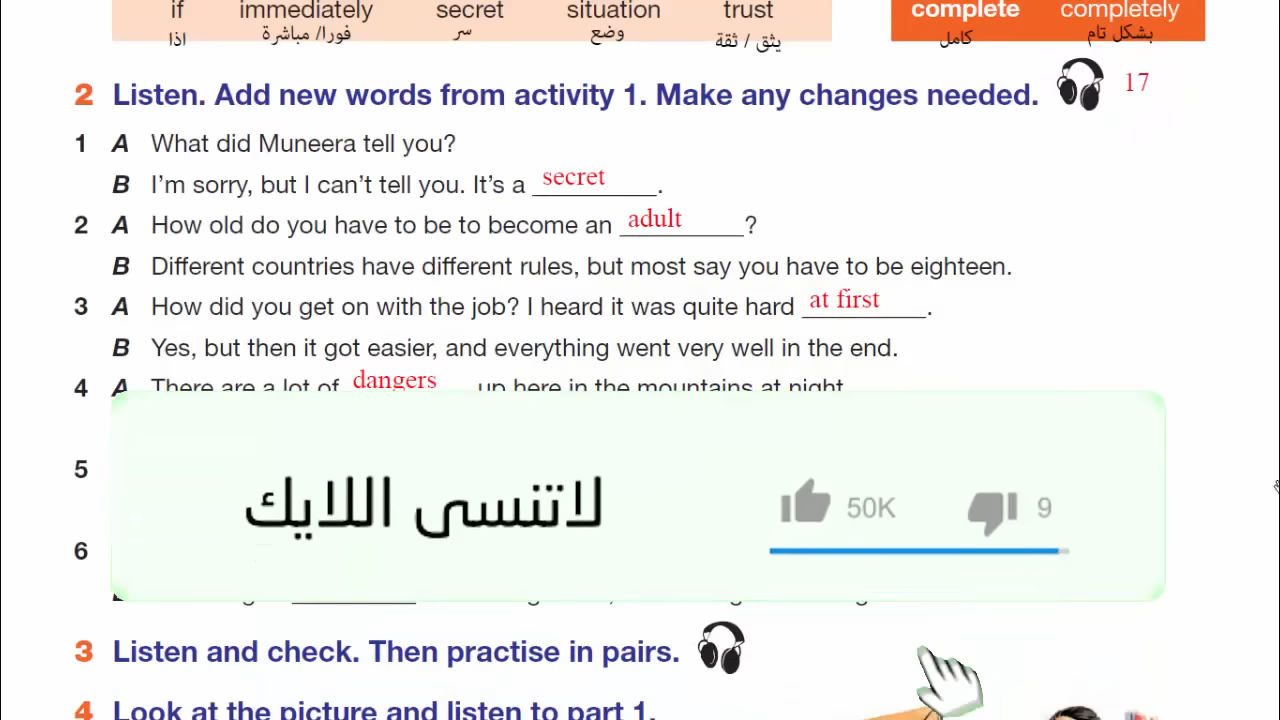 if immediately secret situation trust complete completely
اذا فورا/ مباشرة سر وضع يثق / ثقة كامل بشكل تام
2 Listen. Add new words from activity 1. Make any changes needed. 17
1 A What did Muneera tell you?
B I'm sorry, but I can't tell you. It's a secret.
2 A How old do you have to be to become an adult?
B Different countries have different rules, but most say you have to be eighteen.
3 A How did you get on with the job? I heard it was quite hard at first.
B Yes, but then it got easier, and everything went very well in the end.
4 A There are a lot of dangers up here in the mountains at night
5
لاتنسى اللايك 50K 9
6
3 Listen and check. Then practise in pairs.
4 Look at the picture and listen to part 1.